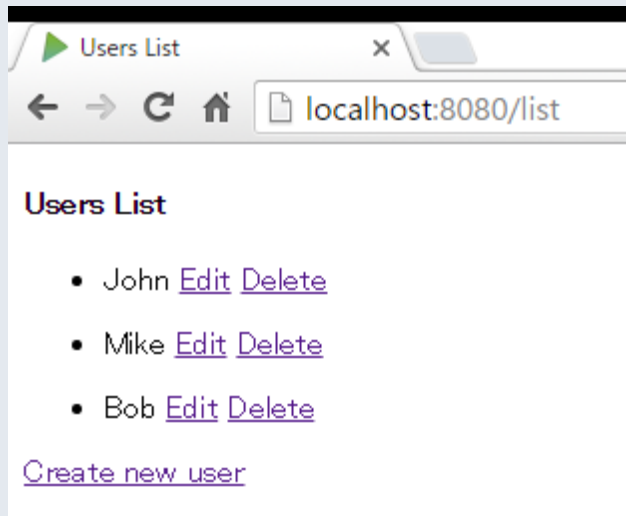 Users List
localhost:8080/list
Users List
John Edit Delete
Mike Edit Delete
Bob Edit Delete
Create new user